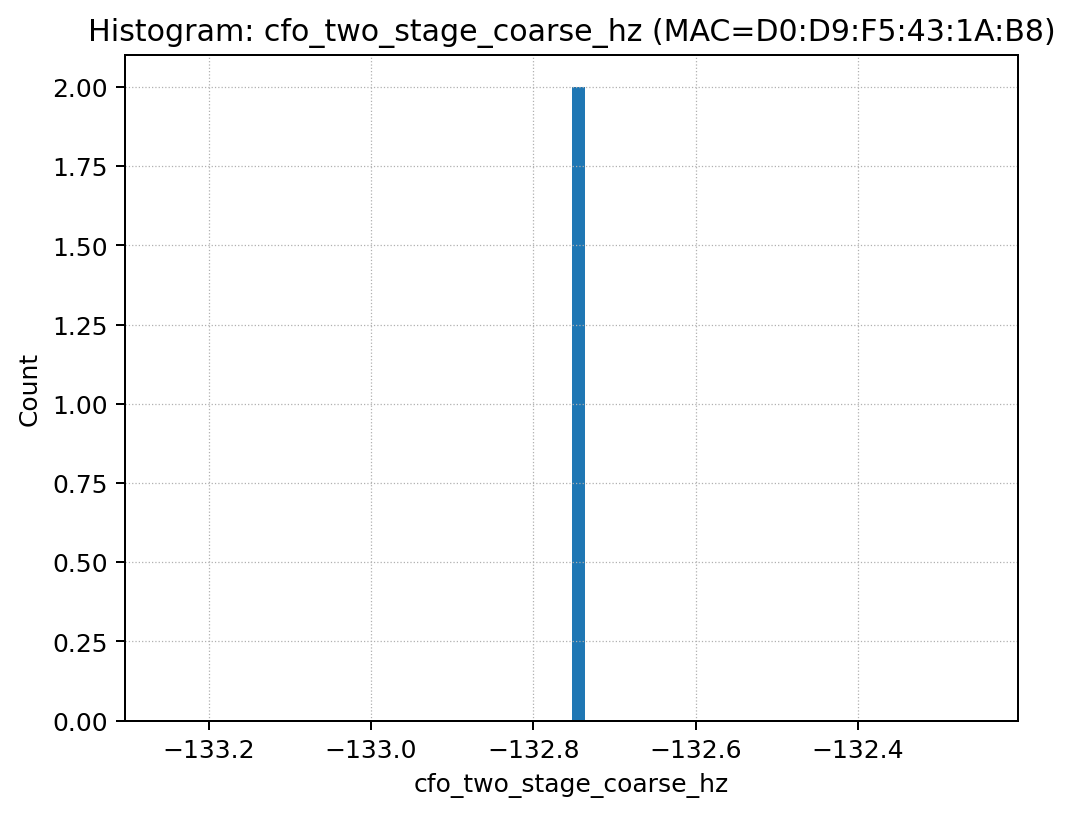 Histogram: cfo_two_stage_coarse_hz (MAC=D0:D9:F5:43:1A:B8)
2.00
1.75
1.50
1.25
1.00
0.75
0.50
0.25
0.00
Count
−133.2 −133.0 −132.8 −132.6 −132.4
cfo_two_stage_coarse_hz